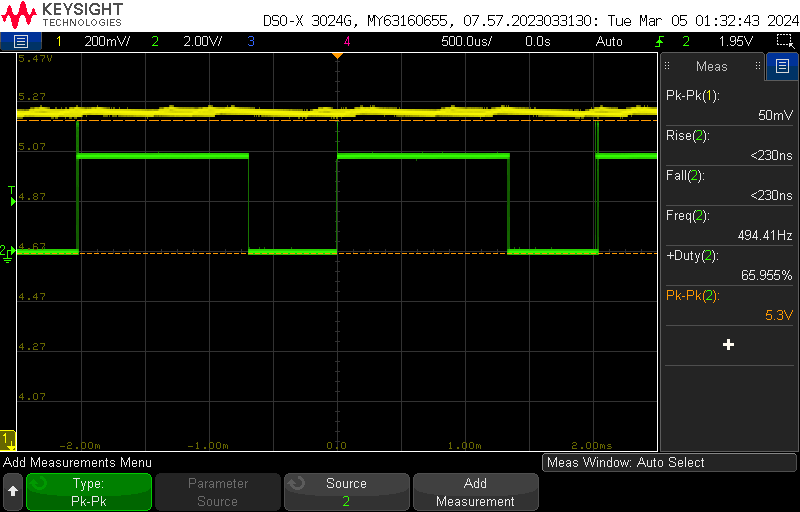 KEYSIGHT
TECHNOLOGIES
DSO-X 3024G, MY63160655, 07.57.2023033130: Tue Mar 05 01:32:43 2024
1 200mV/ 2 2.00V/ 3 4 500.0us/ 0.0s Auto 2 1.95V
5.47V
5.27
5.07
4.87
4.67
4.47
4.27
4.07
T
2
1
-2.00m -1.00m 0.0 1.00m 2.00ms
Meas
Pk-Pk(1):
50mV
Rise(2):
<230ns
Fall(2):
<230ns
Freq(2):
494.41Hz
+Duty(2):
65.955%
Pk-Pk(2):
5.3V
+
Add Measurements Menu
Meas Window: Auto Select
Type:
Pk-Pk
Parameter
Source
Source
2
Add
Measurement